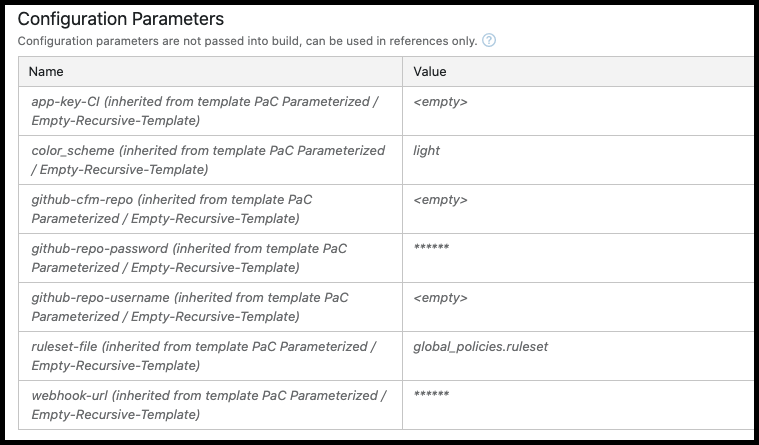 Configuration Parameters
Configuration parameters are not passed into build, can be used in references only. ?
Name Value
app-key-CI (inherited from template PaC Parameterized / <empty>
Empty-Recursive-Template)
color_scheme (inherited from template PaC Parameterized light
/ Empty-Recursive-Template)
github-cfm-repo (inherited from template PaC <empty>
Parameterized / Empty-Recursive-Template)
github-repo-password (inherited from template PaC ******
Parameterized / Empty-Recursive-Template)
github-repo-username (inherited from template PaC <empty>
Parameterized / Empty-Recursive-Template)
ruleset-file (inherited from template PaC Parameterized / global_policies.ruleset
Empty-Recursive-Template)
webhook-url (inherited from template PaC Parameterized / ******
Empty-Recursive-Template)